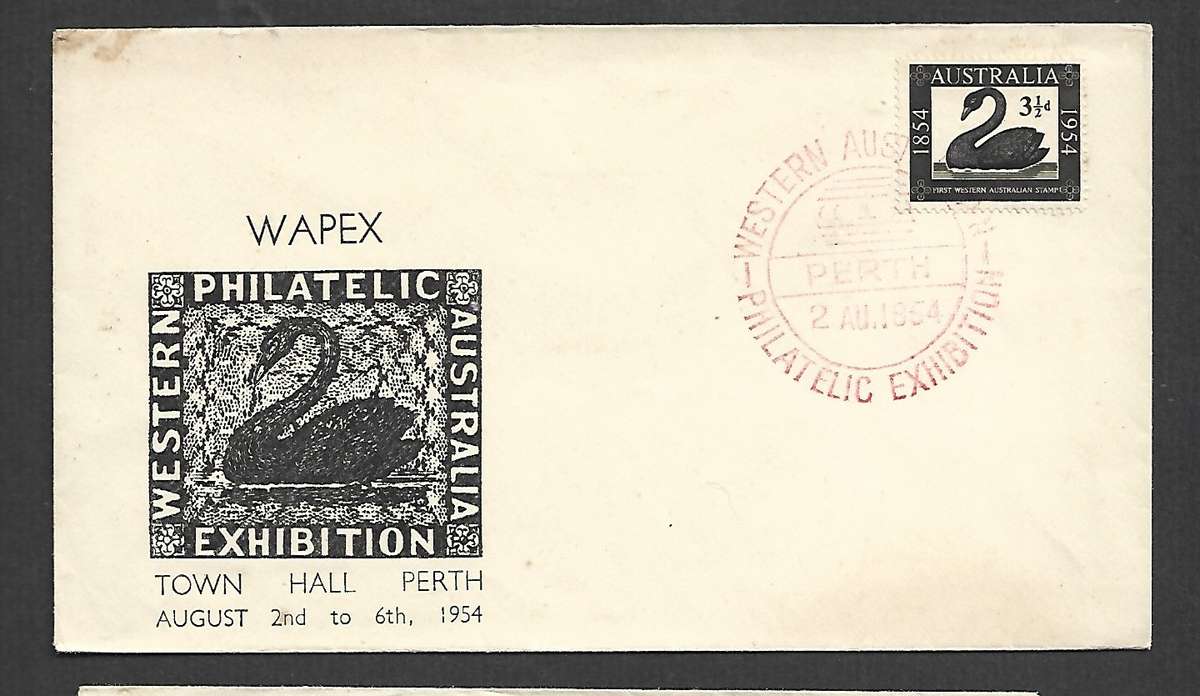 AUSTRALIA
1854
3½d
1954
FIRST WESTERN AUSTRALIAN STAMP
WESTERN
PERTH
2 AU.1954
PHILATELIC EXHIBITION
WAPEX
WESTERN
PHILATELIC
AUSTRALIA
EXHIBITION
TOWN HALL PERTH
AUGUST 2nd to 6th, 1954